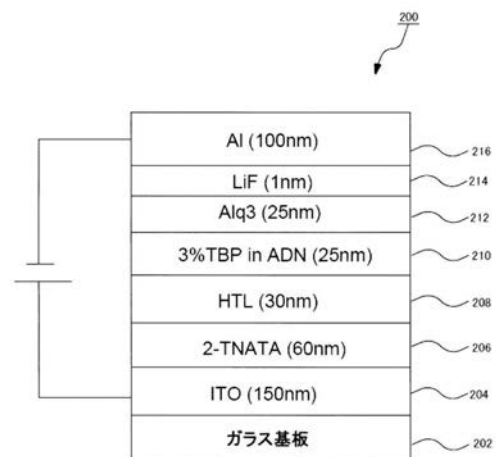 200
Al (100nm)
216
LiF (1nm)
214
Alq3 (25nm)
212
3%TBP in ADN (25nm)
210
HTL (30nm)
208
2-TNATA (60nm)
206
ITO (150nm)
204
ガラス基板
202